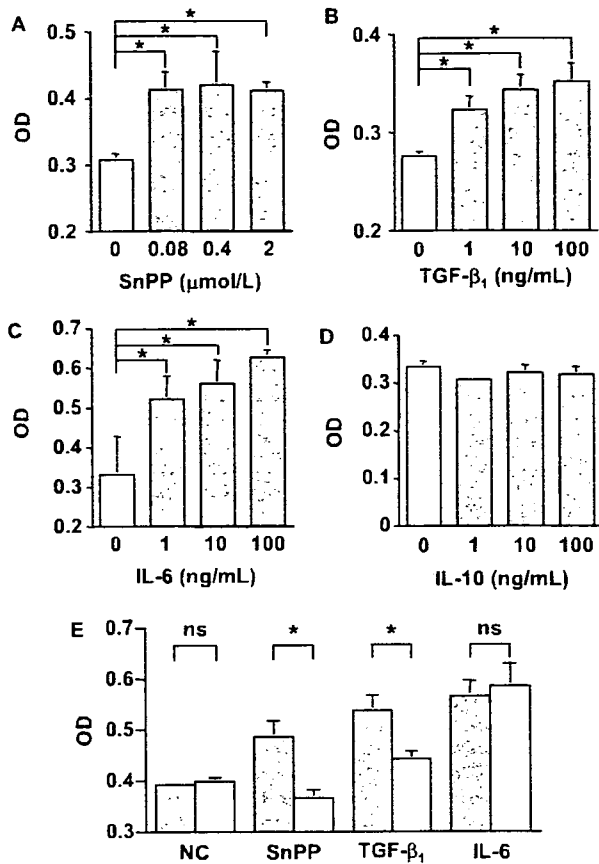 A
*
*
*
0.5
0.4
0.3
0.2
OD
0 0.08 0.4 2
SnPP (μmol/L)
B
*
*
*
0.4
0.3
0.2
OD
0 1 10 100
TGF-β₁ (ng/mL)
C
*
*
*
0.7
0.6
0.5
0.3
0.2
OD
0 1 10 100
IL-6 (ng/mL)
D
0.4
0.3
0.2
0.1
0
OD
0 1 10 100
IL-10 (ng/mL)
E
ns * * ns
0.7
0.6
0.5
0.4
0.3
OD
NC SnPP TGF-β₁ IL-6